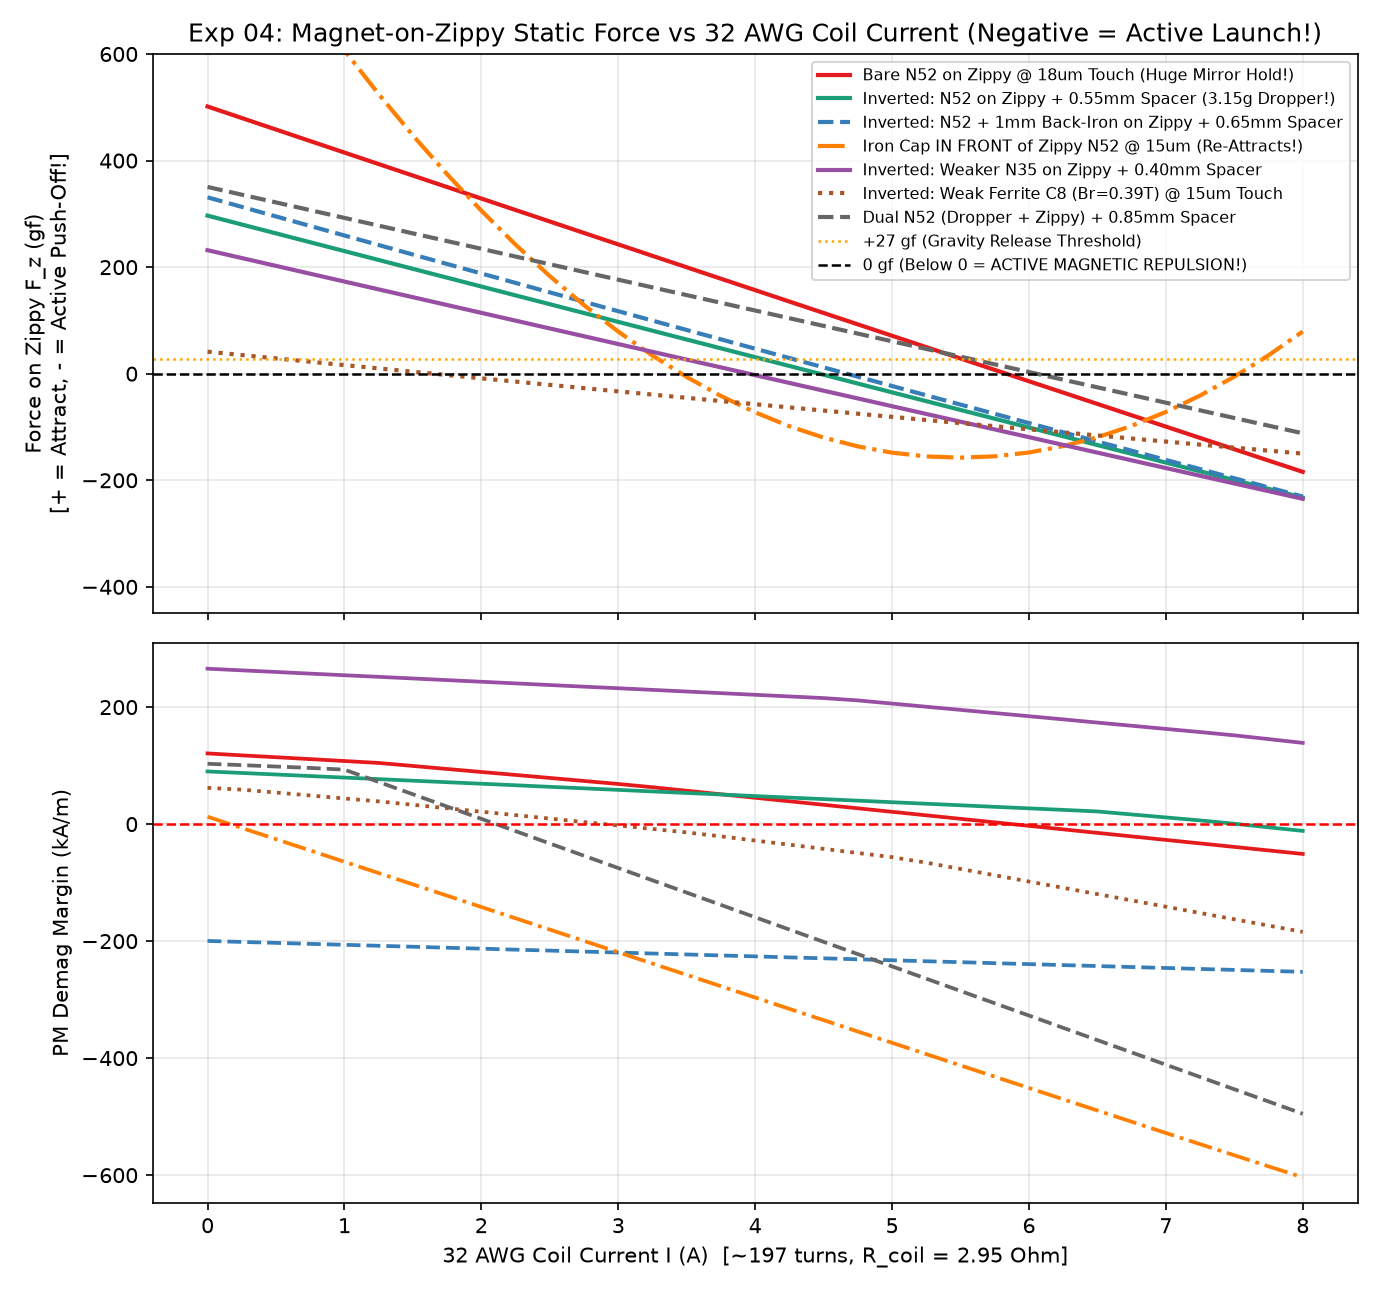 Exp 04: Magnet-on-Zippy Static Force vs 32 AWG Coil Current (Negative = Active Launch!)
Force on Zippy F_z (gf)
[+ = Attract, - = Active Push-Off!]
600
400
200
0
−200
−400
Bare N52 on Zippy @ 18um Touch (Huge Mirror Hold!)
Inverted: N52 on Zippy + 0.55mm Spacer (3.15g Dropper!)
Inverted: N52 + 1mm Back-Iron on Zippy + 0.65mm Spacer
Iron Cap IN FRONT of Zippy N52 @ 15um (Re-Attracts!)
Inverted: Weaker N35 on Zippy + 0.40mm Spacer
Inverted: Weak Ferrite C8 (Br=0.39T) @ 15um Touch
Dual N52 (Dropper + Zippy) + 0.85mm Spacer
+27 gf (Gravity Release Threshold)
0 gf (Below 0 = ACTIVE MAGNETIC REPULSION!)
PM Demag Margin (kA/m)
200
0
−200
−400
−600
0 1 2 3 4 5 6 7 8
32 AWG Coil Current I (A)  [~197 turns, R_coil = 2.95 Ohm]